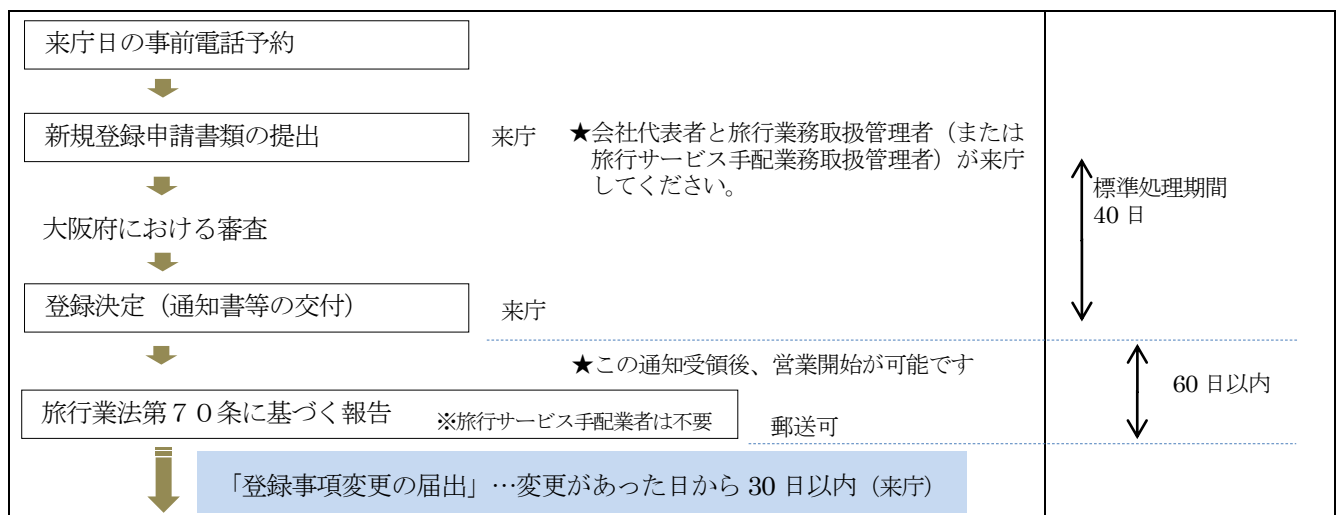 来庁日の事前電話予約
新規登録申請書類の提出
来庁
★会社代表者と旅行業務取扱管理者（または
旅行サービス手配業務取扱管理者）が来庁
してください。
標準処理期間
40 日
大阪府における審査
登録決定（通知書等の交付）
来庁
★この通知受領後、営業開始が可能です
60 日以内
旅行業法第７０条に基づく報告 ※旅行サービス手配業者は不要
郵送可
「登録事項変更の届出」…変更があった日から 30 日以内（来庁）